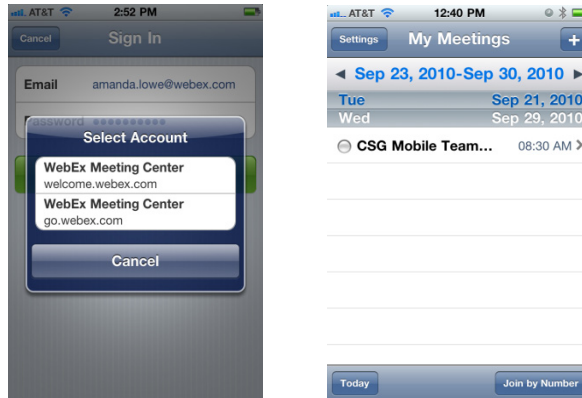 AT&T 2:52 PM
Cancel Sign In
Email amanda.lowe@webex.com
Password
Select Account
WebEx Meeting Center
welcome.webex.com
WebEx Meeting Center
go.webex.com
Cancel
AT&T 12:40 PM
Settings My Meetings +
Sep 23, 2010-Sep 30, 2010
Tue Sep 21, 2010
Wed Sep 29, 2010
CSG Mobile Team... 08:30 AM
Today Join by Number